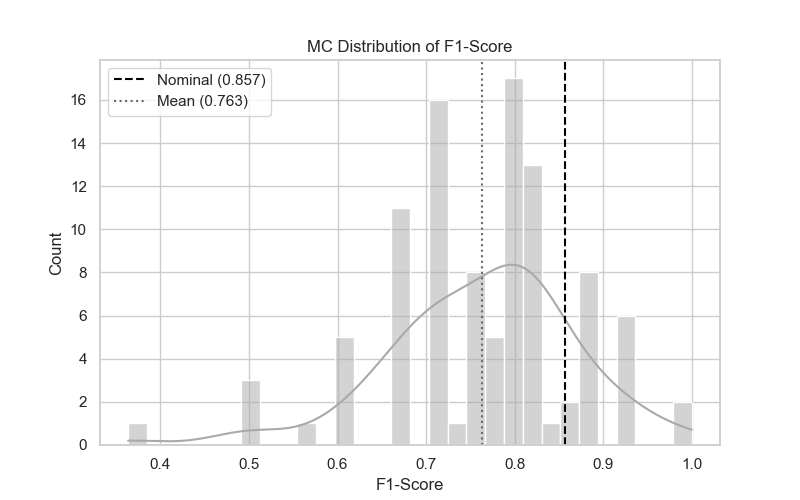 MC Distribution of F1-Score
Nominal (0.857)
Mean (0.763)
Count
16
14
12
10
8
6
4
2
0
0.4 0.5 0.6 0.7 0.8 0.9 1.0
F1-Score